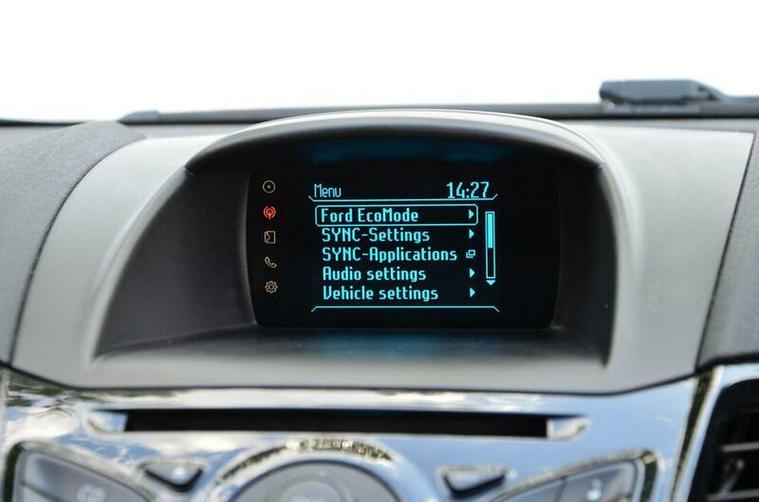 Menu 14:27
Ford EcoMode
SYNC-Settings
SYNC-Applications
Audio settings
Vehicle settings